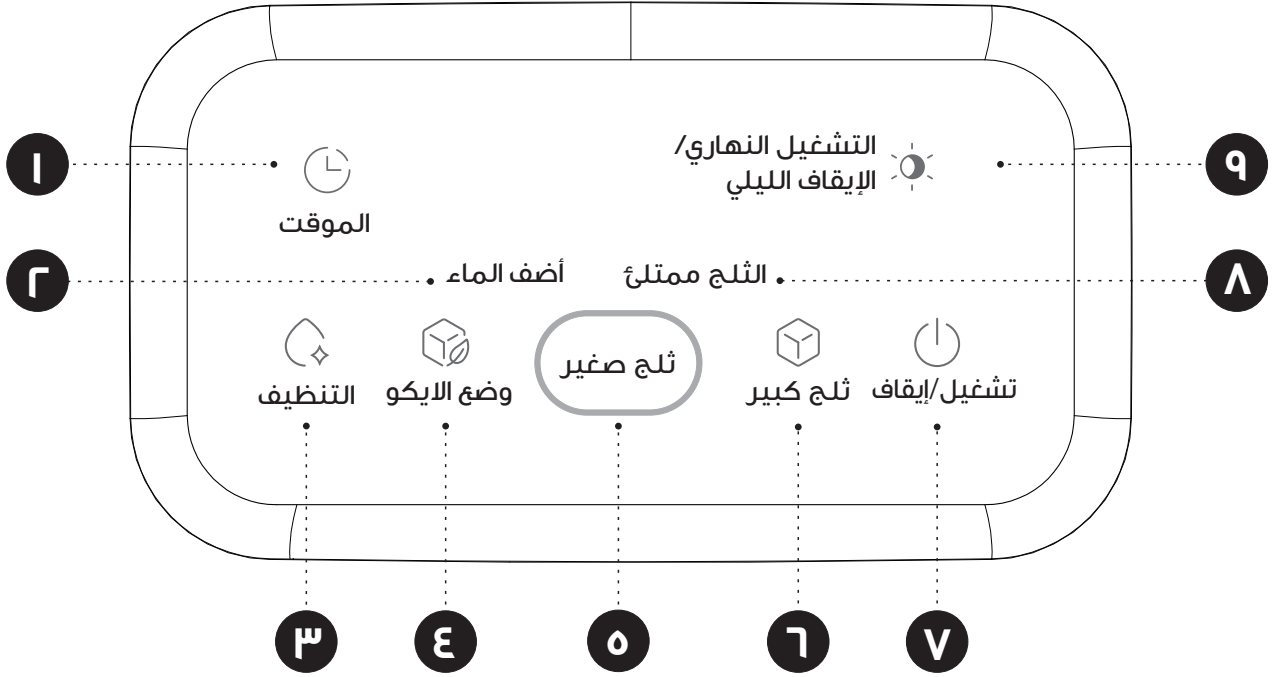 التشغيل النهاري/
الإيقاف الليلي
الموقت
٩
١
الثلج ممتلئ
أضف الماء
٨
٢
ثلج صغير
تشغيل/إيقاف
ثلج كبير
وضع الايكو
التنظيف
٧
٦
٥
٤
٣